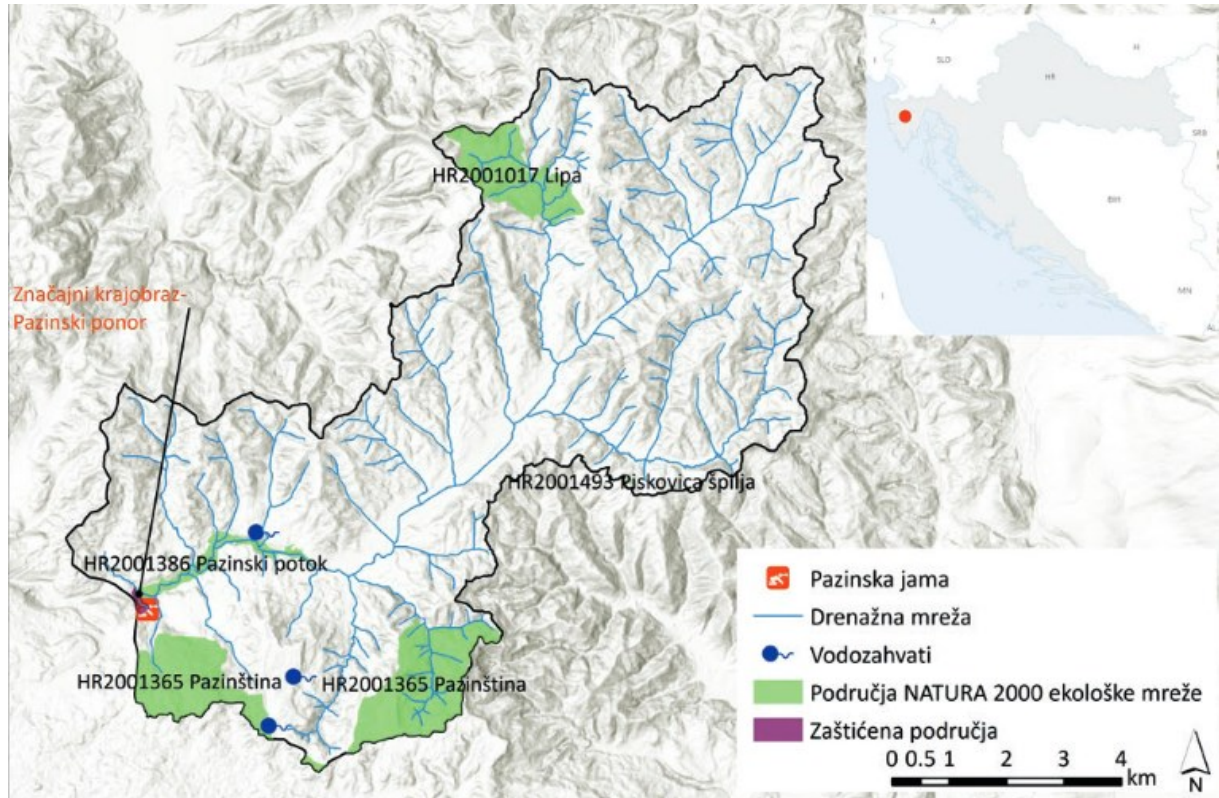 A
H
I
SLO
HR
SRB
BIH
I
MN
AL
HR2001017 Lipa
Značajni krajobraz-
Pazinski ponor
HR2001493 Piskovica špilja
HR2001386 Pazinski potok
HR2001365 Pazinština
HR2001365 Pazinština
Pazinska jama
Drenažna mreža
Vodozahvati
Područja NATURA 2000 ekološke mreže
Zaštićena područja
0 0.5 1 2 3 4
km
N